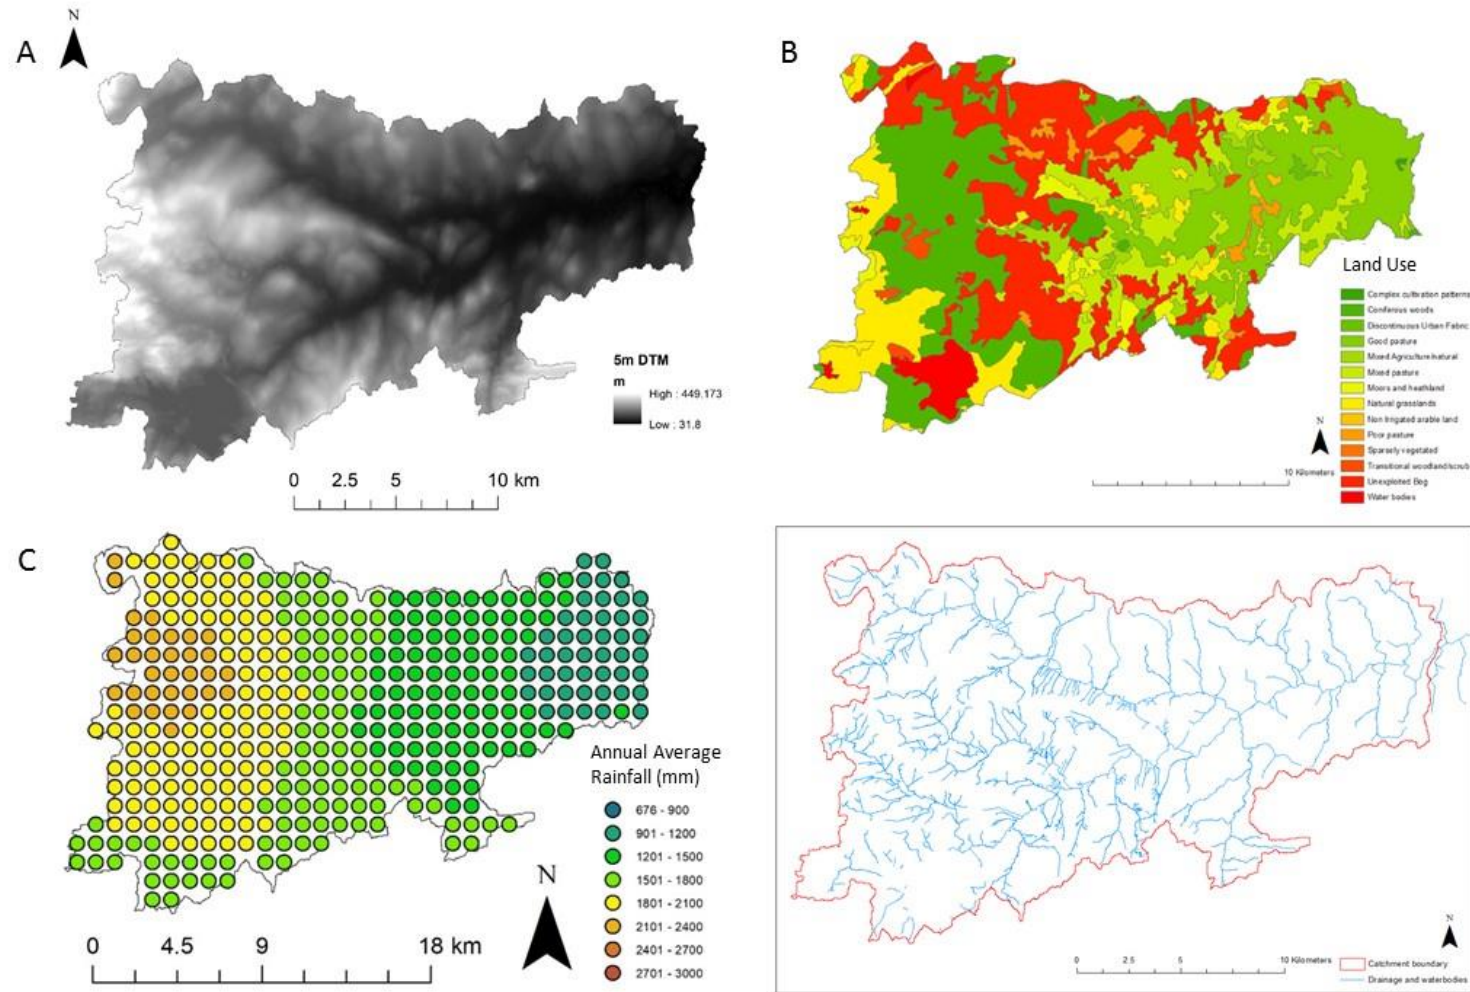 A
N
5m DTM
m
High : 449.173
Low : 31.8
0 2.5 5 10 km
B
Land Use
Complex cultivation patterns
Coniferous woods
Discontinuous Urban Fabric
Good pasture
Mixed Agriculture/natural
Mixed pasture
Moors and heathland
Natural grasslands
Non Irrigated arable land
Poor pasture
Sparsely vegetated
Transitional woodland/scrub
Unexploited Bog
Water bodies
N
10 Kilometers
C
Annual Average
Rainfall (mm)
676 - 900
901 - 1200
1201 - 1500
1501 - 1800
1801 - 2100
2101 - 2400
2401 - 2700
2701 - 3000
N
0 4.5 9 18 km
N
0 2.5 5 10 Kilometers
Catchment boundary
Drainage and waterbodies